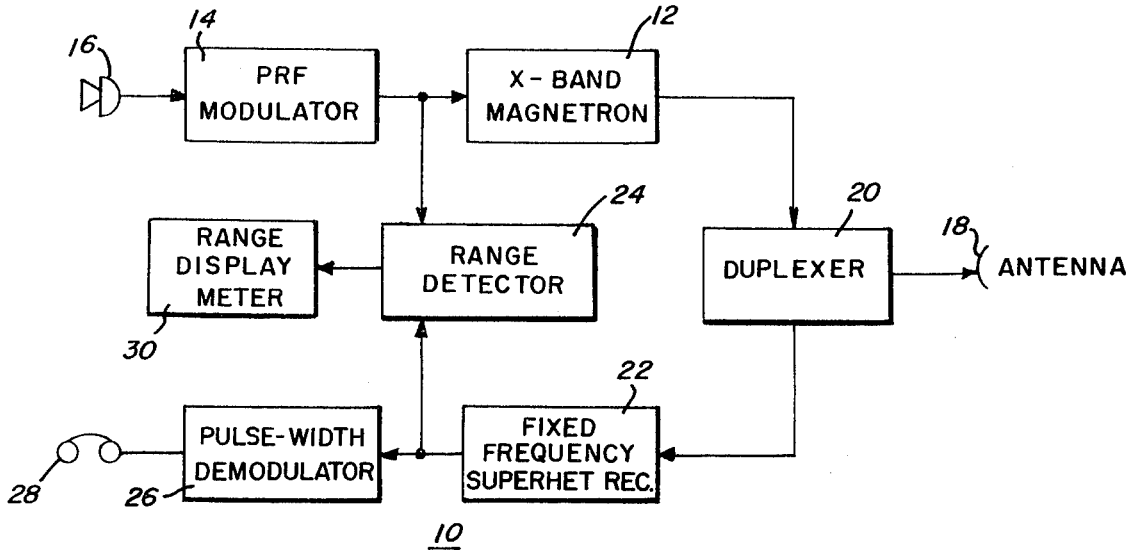 16
14
PRF
MODULATOR
12
X-BAND
MAGNETRON
RANGE
DISPLAY
METER
30
24
RANGE
DETECTOR
20
DUPLEXER
18
ANTENNA
28
PULSE-WIDTH
DEMODULATOR
26
22
FIXED
FREQUENCY
SUPERHET REC.
10